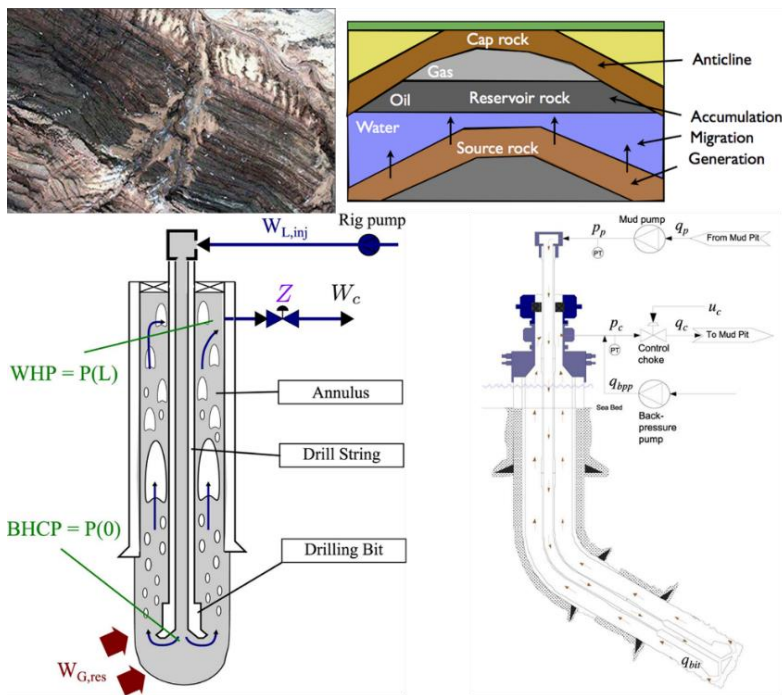 Cap rock
Anticline
Gas
Oil
Reservoir rock
Accumulation
Water
Migration
Source rock
Generation
W_L,inj
Rig pump
Z
W_c
WHP = P(L)
Annulus
Drill String
BHCP = P(0)
Drilling Bit
W_G,res
Mud pump
p_p
q_p
PT
From Mud Pit
u_c
p_c
q_c
PT
Control
choke
To Mud Pit
q_bpp
Sea Bed
Back-
pressure
pump
q_bit